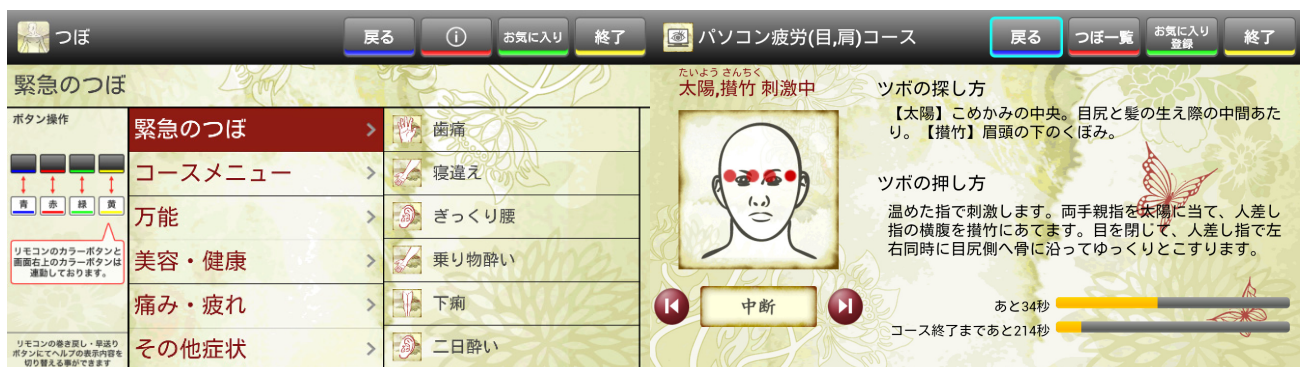 つぼ
戻る
お気に入り
終了
緊急のつぼ
ボタン操作
青
赤
緑
黄
リモコンのカラーボタンと
画面右上のカラーボタンは
連動しております。
リモコンの巻き戻し・早送り
ボタンにてヘルプの表示内容を
切り替える事ができます
緊急のつぼ
コースメニュー
万能
美容・健康
痛み・疲れ
その他症状
歯痛
寝違え
ぎっくり腰
乗り物酔い
下痢
二日酔い
パソコン疲労(目,肩)コース
戻る
つぼ一覧
お気に入り
登録
終了
たいよう さんちく
太陽,攅竹 刺激中
中断
ツボの探し方
【太陽】こめかみの中央。目尻と髪の生え際の中間あた
り。【攅竹】眉頭の下のくぼみ。
ツボの押し方
温めた指で刺激します。両手親指を太陽に当て、人差し
指の横腹を攅竹にあてます。目を閉じて、人差し指で左
右同時に目尻側へ骨に沿ってゆっくりとこすります。
あと34秒
コース終了まであと214秒